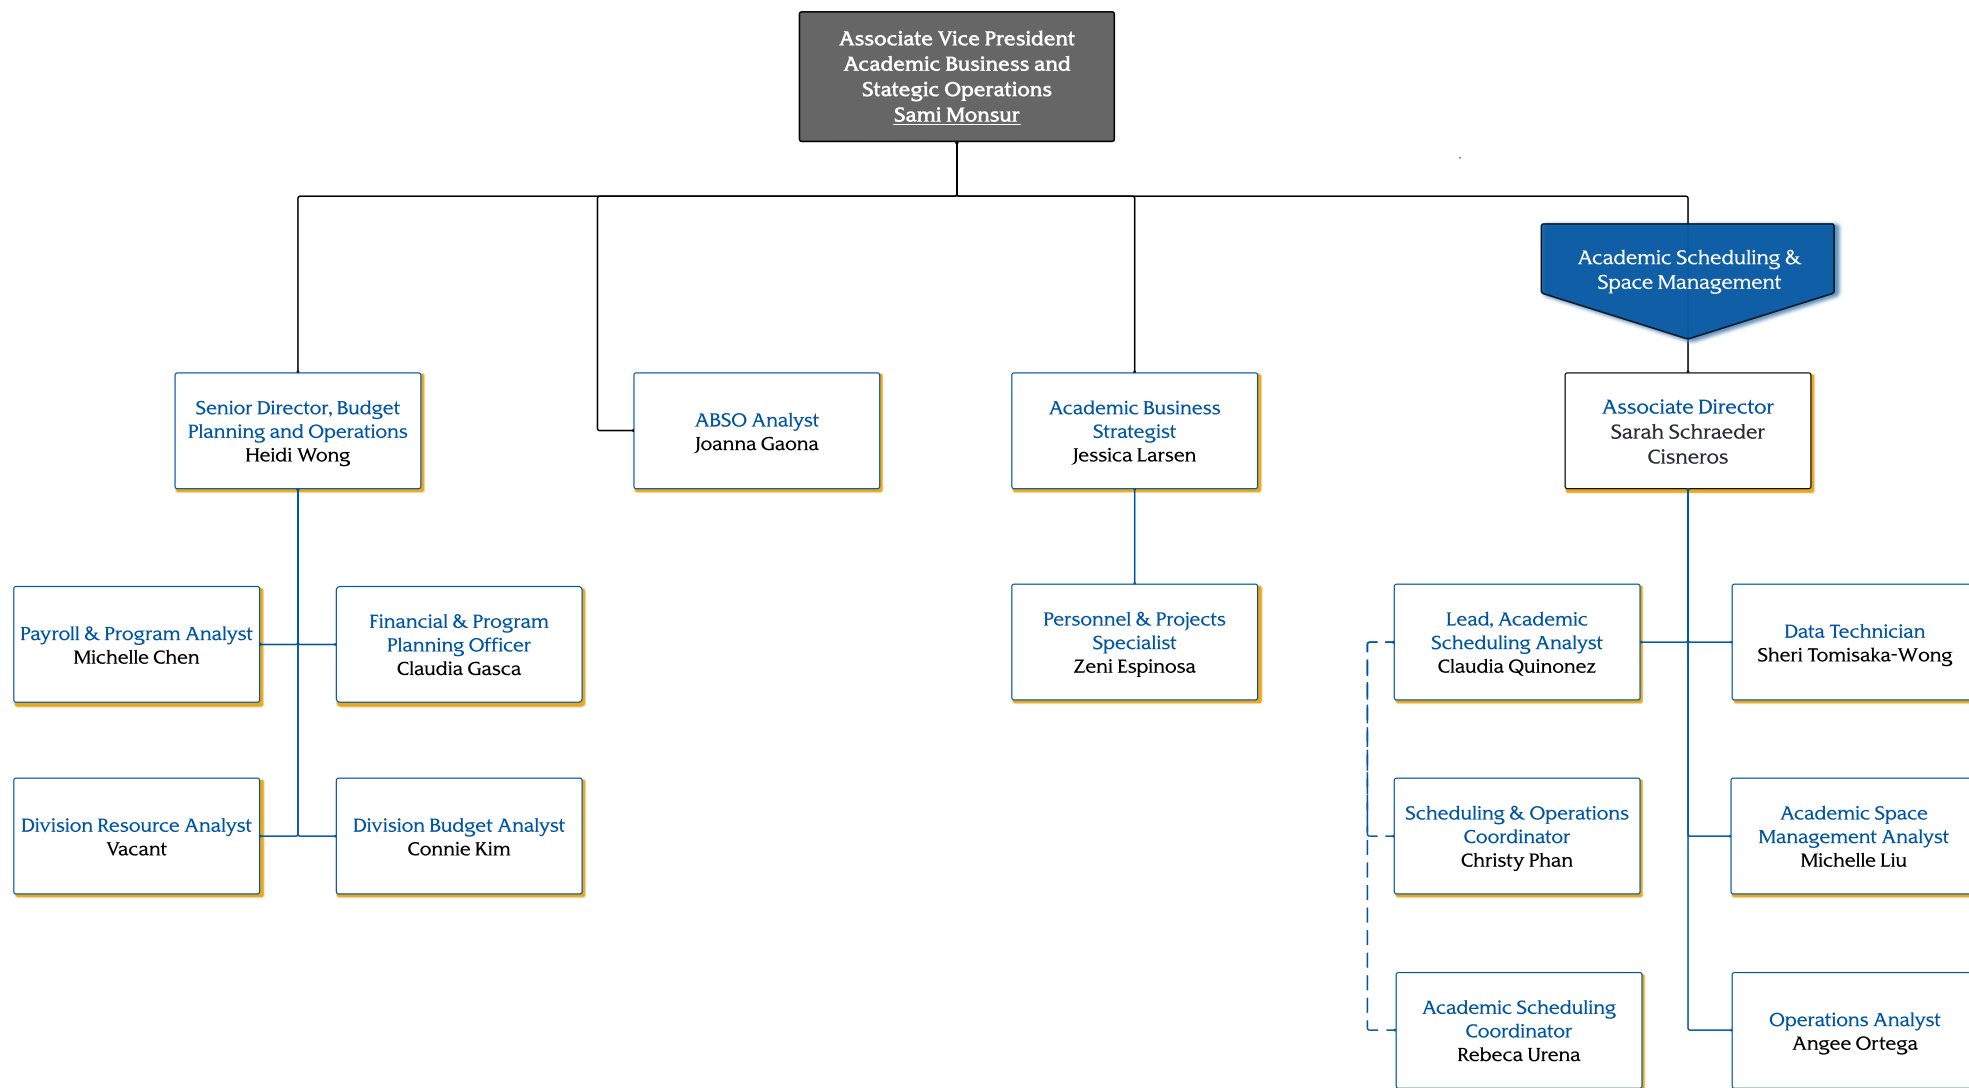 Associate Vice President
Academic Business and
Stategic Operations
Sami Monsur
Academic Scheduling &
Space Management
Senior Director, Budget
Planning and Operations
Heidi Wong
ABSO Analyst
Joanna Gaona
Academic Business
Strategist
Jessica Larsen
Associate Director
Sarah Schraeder
Cisneros
Payroll & Program Analyst
Michelle Chen
Financial & Program
Planning Officer
Claudia Gasca
Personnel & Projects
Specialist
Zeni Espinosa
Lead, Academic
Scheduling Analyst
Claudia Quinonez
Data Technician
Sheri Tomisaka-Wong
Division Resource Analyst
Vacant
Division Budget Analyst
Connie Kim
Scheduling & Operations
Coordinator
Christy Phan
Academic Space
Management Analyst
Michelle Liu
Academic Scheduling
Coordinator
Rebeca Urena
Operations Analyst
Angee Ortega